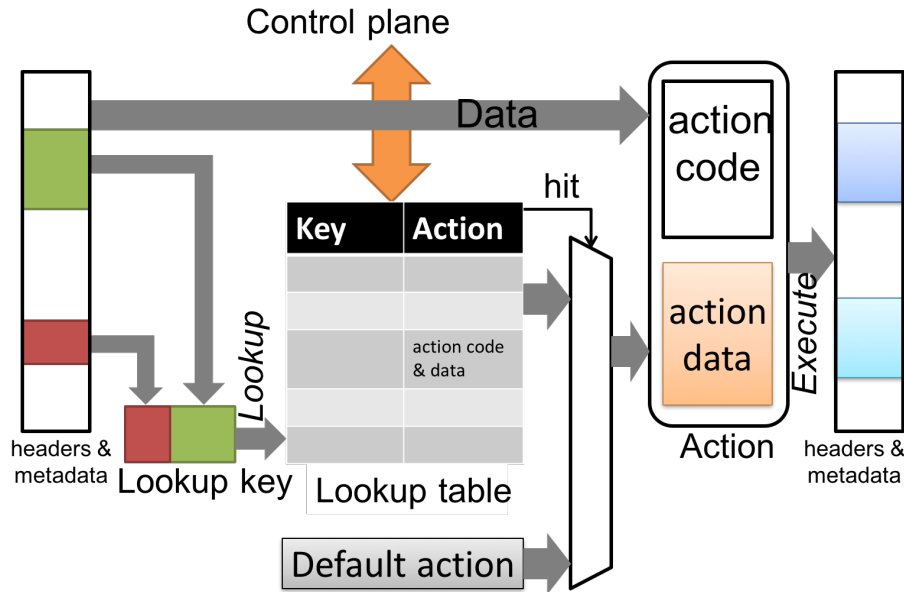 Control plane
Data
action
code
hit
Key Action
action code
& data
Lookup
action
data
Execute
headers &
metadata
Lookup key
Lookup table
Action
headers &
metadata
Default action